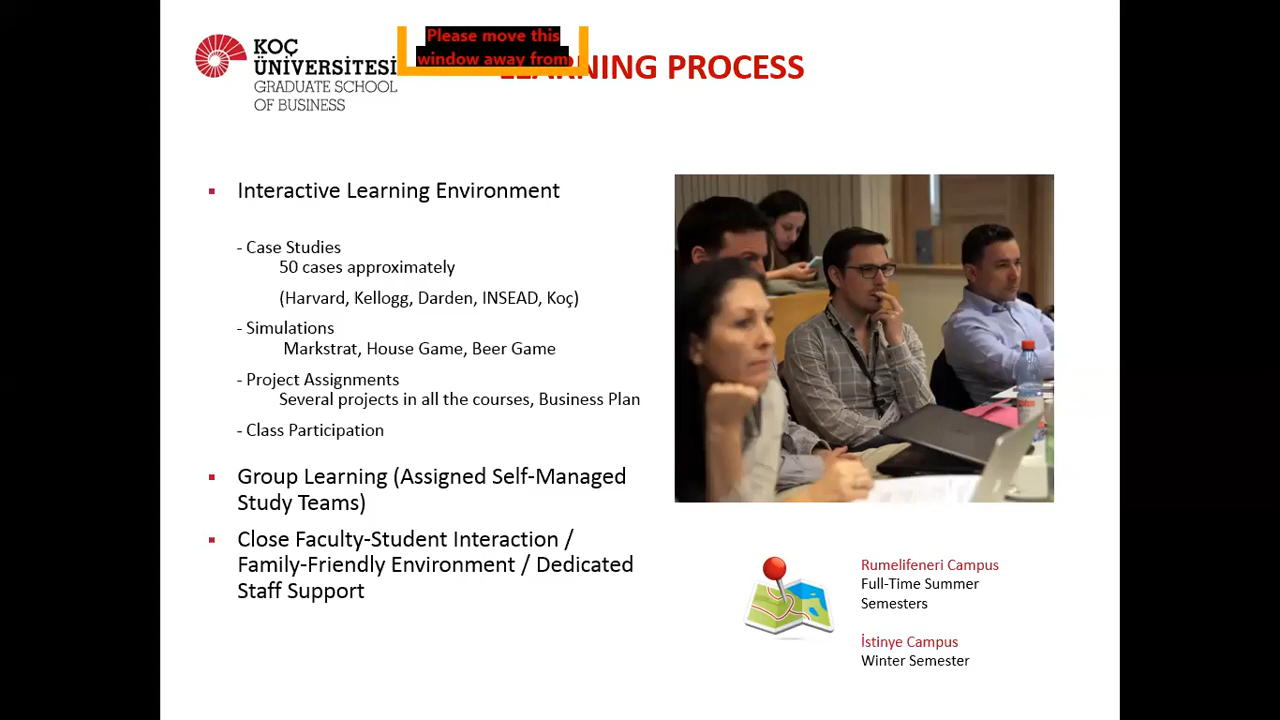 KOÇ
ÜNİVERSİTESİ
GRADUATE SCHOOL
OF BUSINESS
Please move this
window away from
LEARNING PROCESS
▪ Interactive Learning Environment
- Case Studies
50 cases approximately
(Harvard, Kellogg, Darden, INSEAD, Koç)
- Simulations
Markstrat, House Game, Beer Game
- Project Assignments
Several projects in all the courses, Business Plan
- Class Participation
▪ Group Learning (Assigned Self-Managed
Study Teams)
▪ Close Faculty-Student Interaction /
Family-Friendly Environment / Dedicated
Staff Support
Rumelifeneri Campus
Full-Time Summer
Semesters
İstinye Campus
Winter Semester